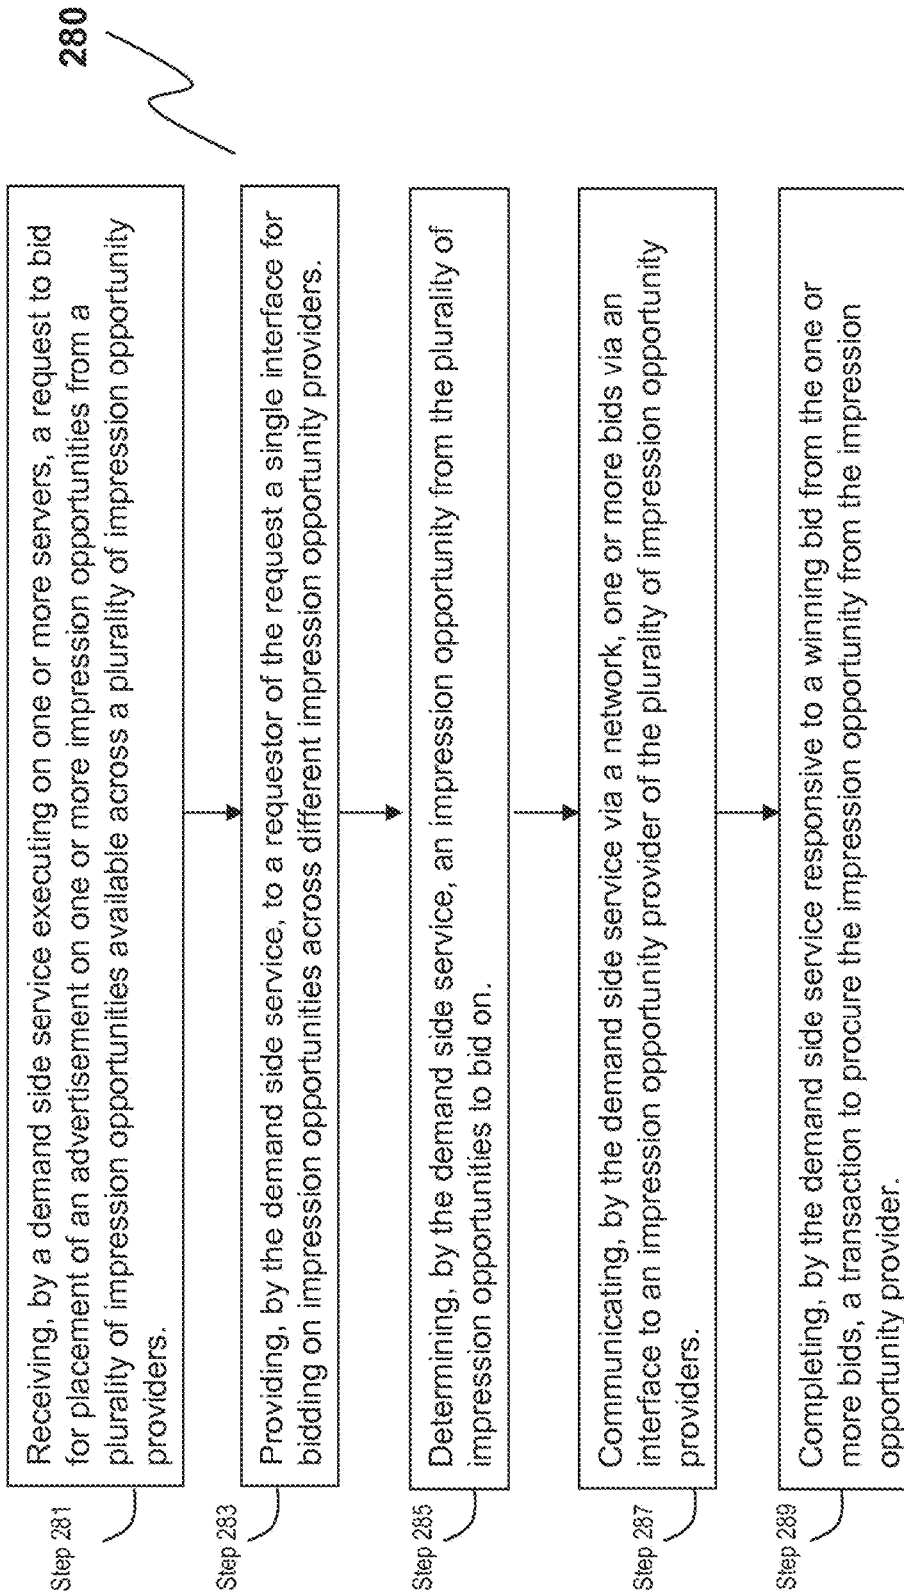 280
Step 281
Receiving, by a demand side service executing on one or more servers, a request to bid
for placement of an advertisement on one or more impression opportunities from a
plurality of impression opportunities available across a plurality of impression opportunity
providers.
Step 283
Providing, by the demand side service, to a requestor of the request a single interface for
bidding on impression opportunities across different impression opportunity providers.
Step 285
Determining, by the demand side service, an impression opportunity from the plurality of
impression opportunities to bid on.
Step 287
Communicating, by the demand side service via a network, one or more bids via an
interface to an impression opportunity provider of the plurality of impression opportunity
providers.
Step 289
Completing, by the demand side service responsive to a winning bid from the one or
more bids, a transaction to procure the impression opportunity from the impression
opportunity provider.